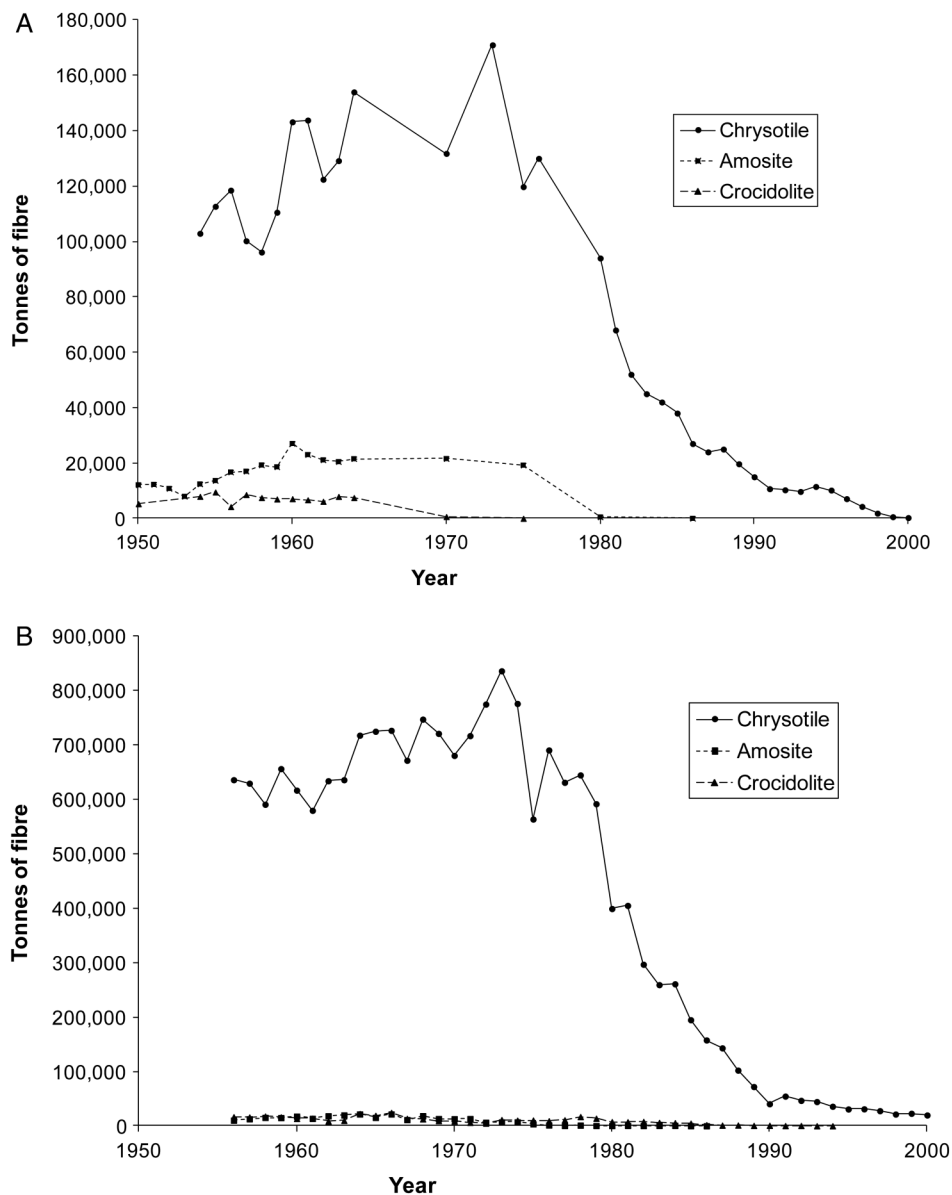 A
180,000
160,000
140,000
120,000
100,000
80,000
60,000
40,000
20,000
0
Tonnes of fibre
Chrysotile
Amosite
Crocidolite
1950 1960 1970 1980 1990 2000
Year
B
900,000
800,000
700,000
600,000
500,000
400,000
300,000
200,000
100,000
0
Tonnes of fibre
Chrysotile
Amosite
Crocidolite
1950 1960 1970 1980 1990 2000
Year